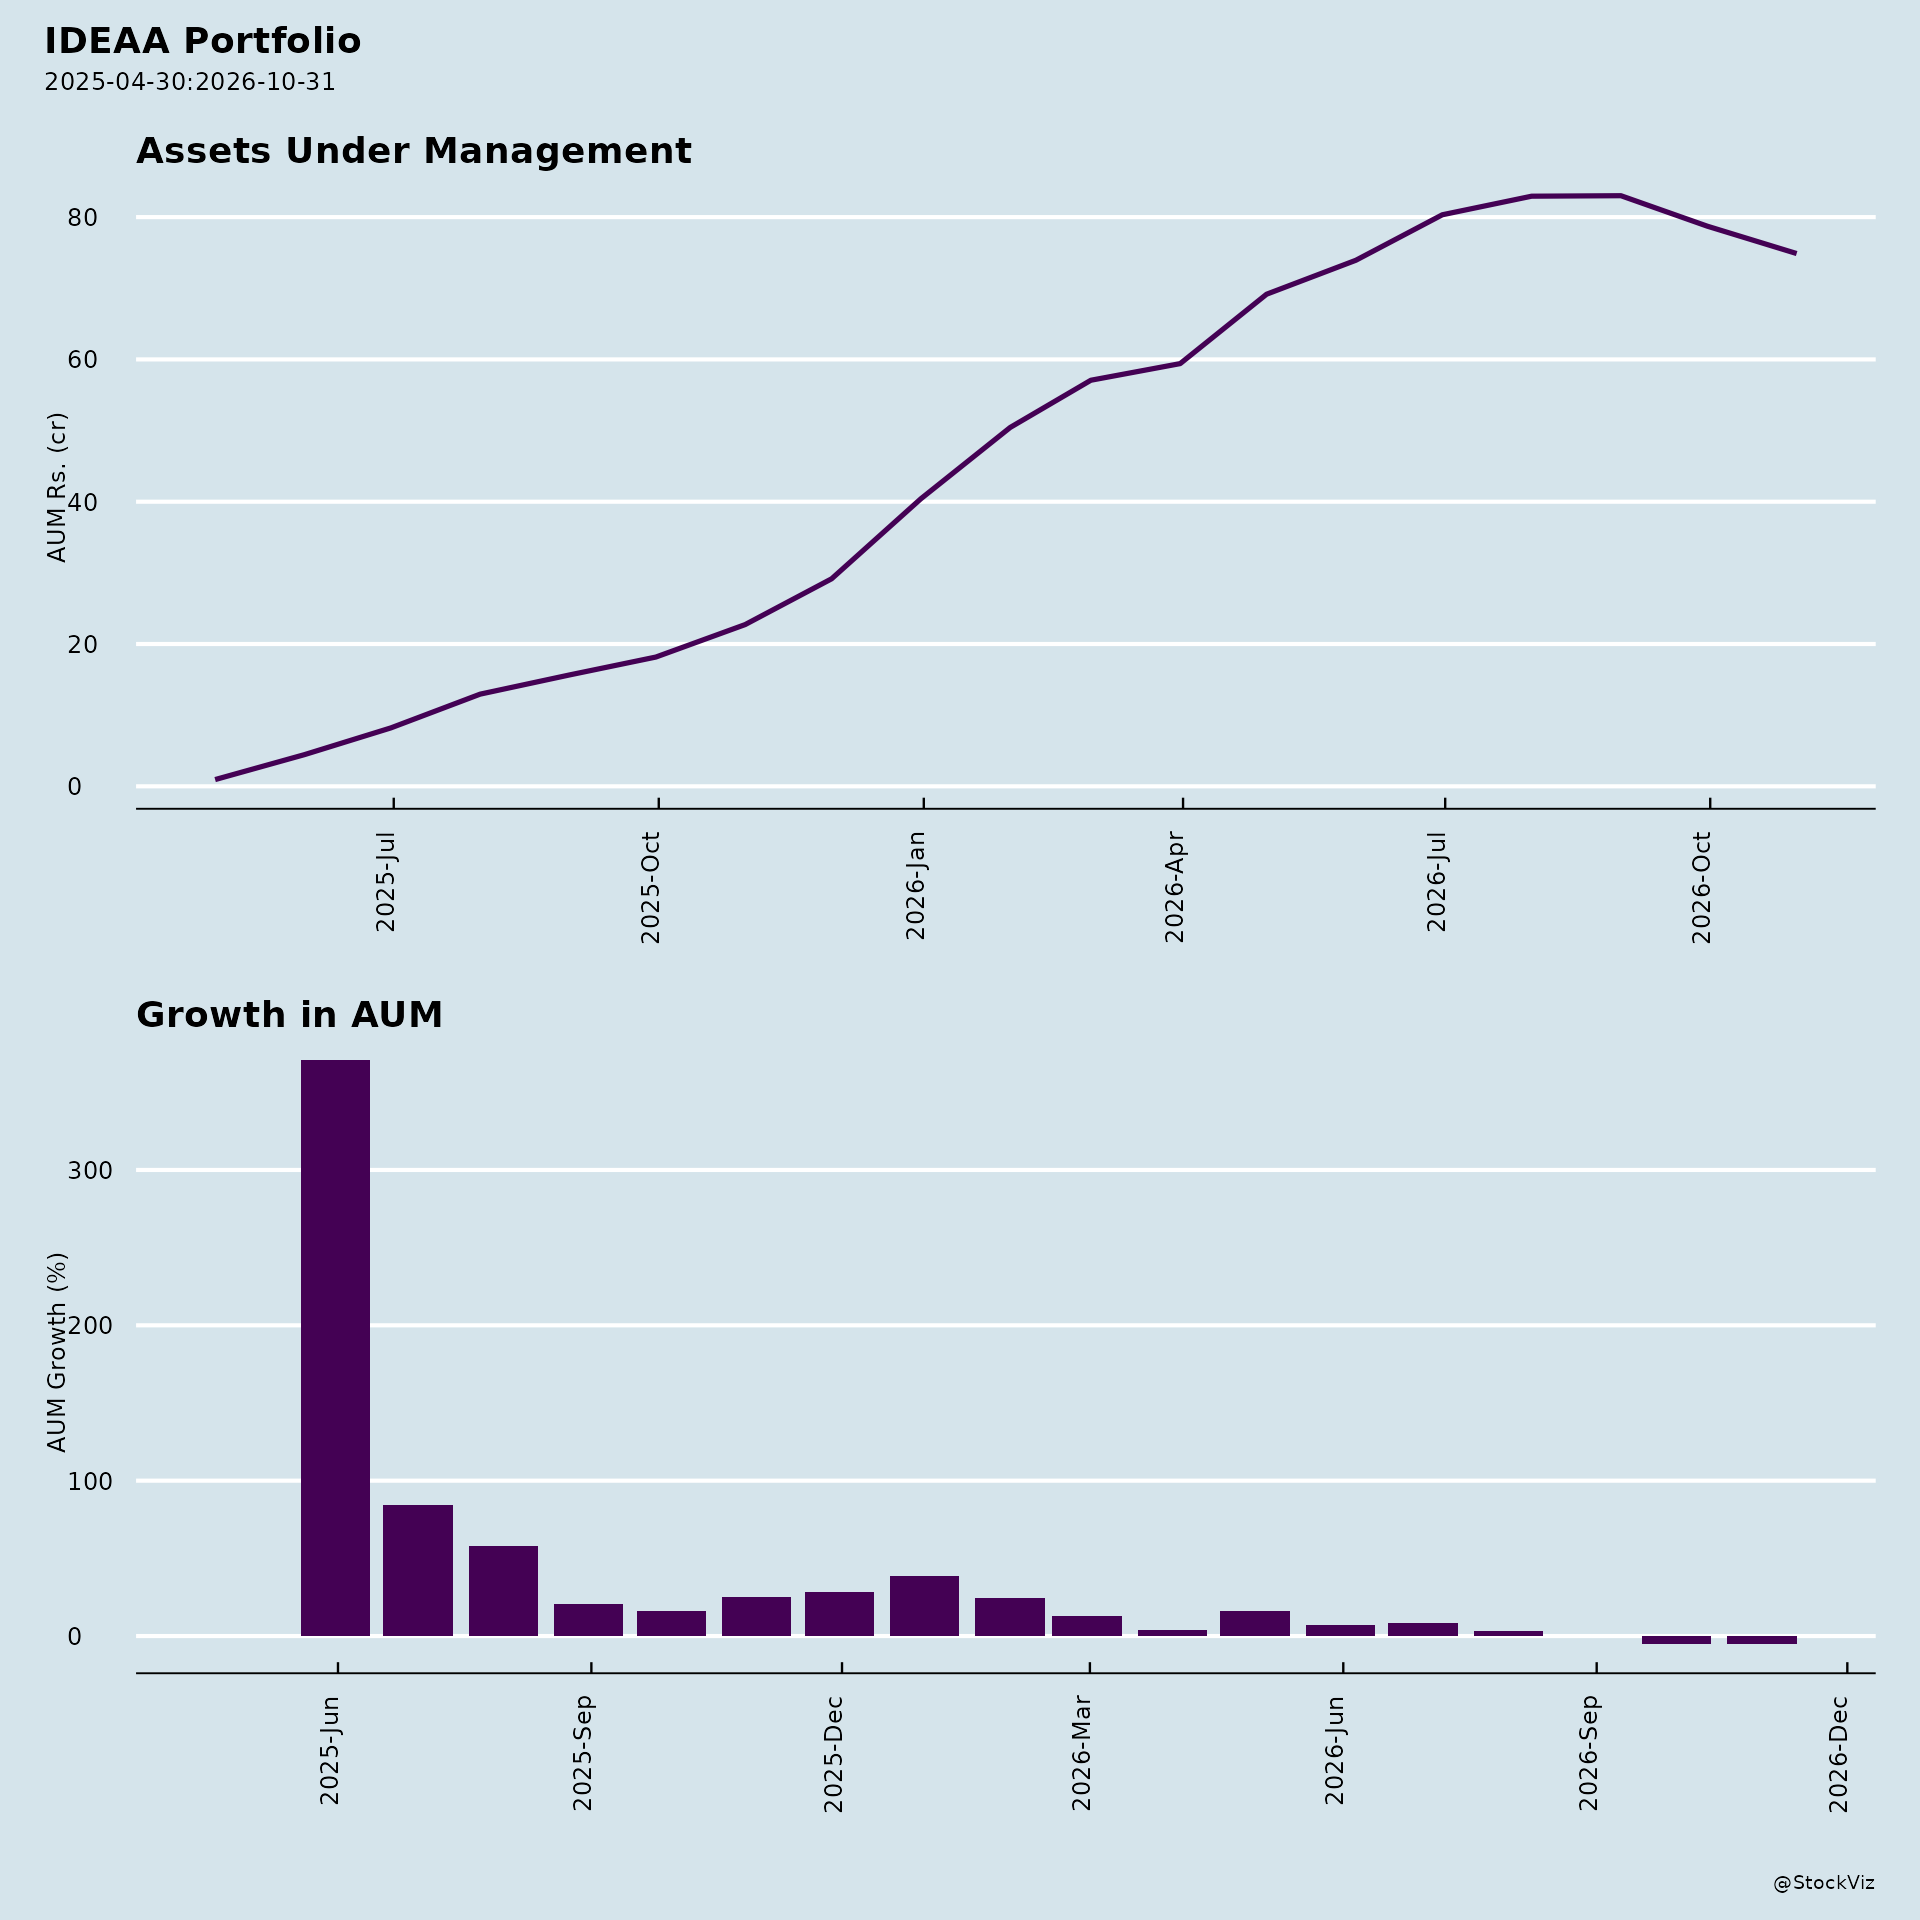 IDEAA Portfolio
2025-04-30:2026-10-31
Assets Under Management
AUM Rs. (cr)
80
60
40
20
0
2025-Jul
2025-Oct
2026-Jan
2026-Apr
2026-Jul
2026-Oct
Growth in AUM
AUM Growth (%)
300
200
100
0
2025-Jun
2025-Sep
2025-Dec
2026-Mar
2026-Jun
2026-Sep
2026-Dec
@StockViz